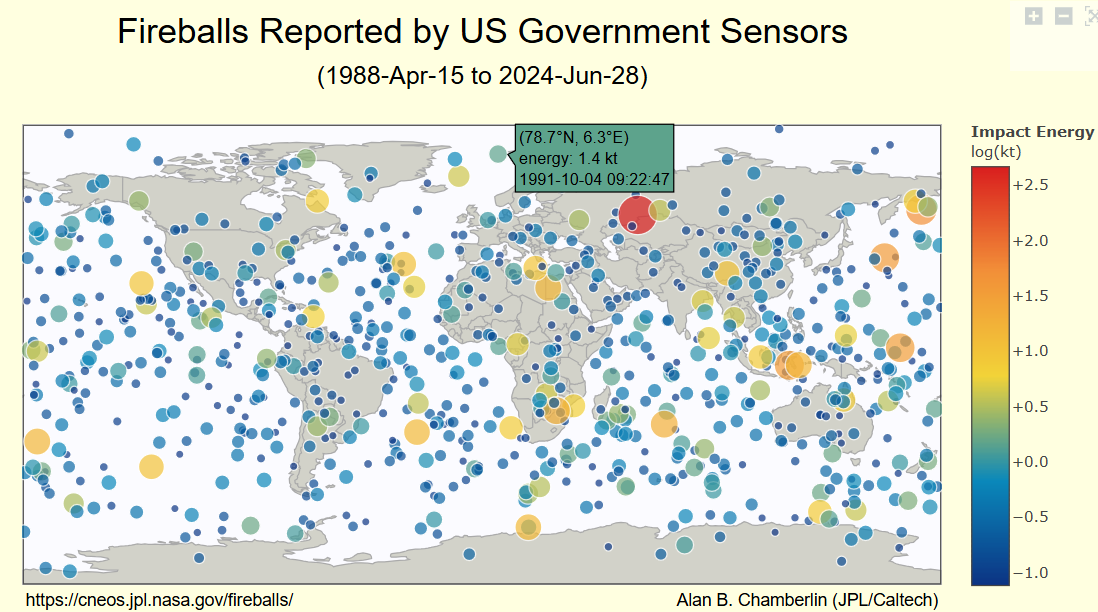 Fireballs Reported by US Government Sensors
(1988-Apr-15 to 2024-Jun-28)
(78.7°N, 6.3°E)
energy: 1.4 kt
1991-10-04 09:22:47
Impact Energy
log(kt)
+2.5
+2.0
+1.5
+1.0
+0.5
+0.0
−0.5
−1.0
https://cneos.jpl.nasa.gov/fireballs/
Alan B. Chamberlin (JPL/Caltech)